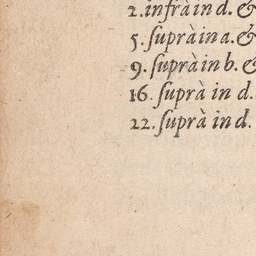 2. infrà in d. &
5. ſuprà in a. &
9. ſuprà in b. &
16. ſuprà in d.
22. ſuprà in d.